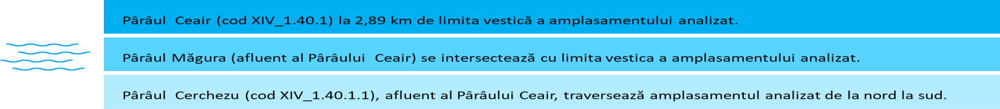 Pârâul Ceair (cod XIV_1.40.1) la 2,89 km de limita vestică a amplasamentului analizat.
Pârâul Măgura (afluent al Pârâului Ceair) se intersectează cu limita vestica a amplasamentului analizat.
Pârâul Cerchezu (cod XIV_1.40.1.1), afluent al Pârâului Ceair, traversează amplasamentul analizat de la nord la sud.